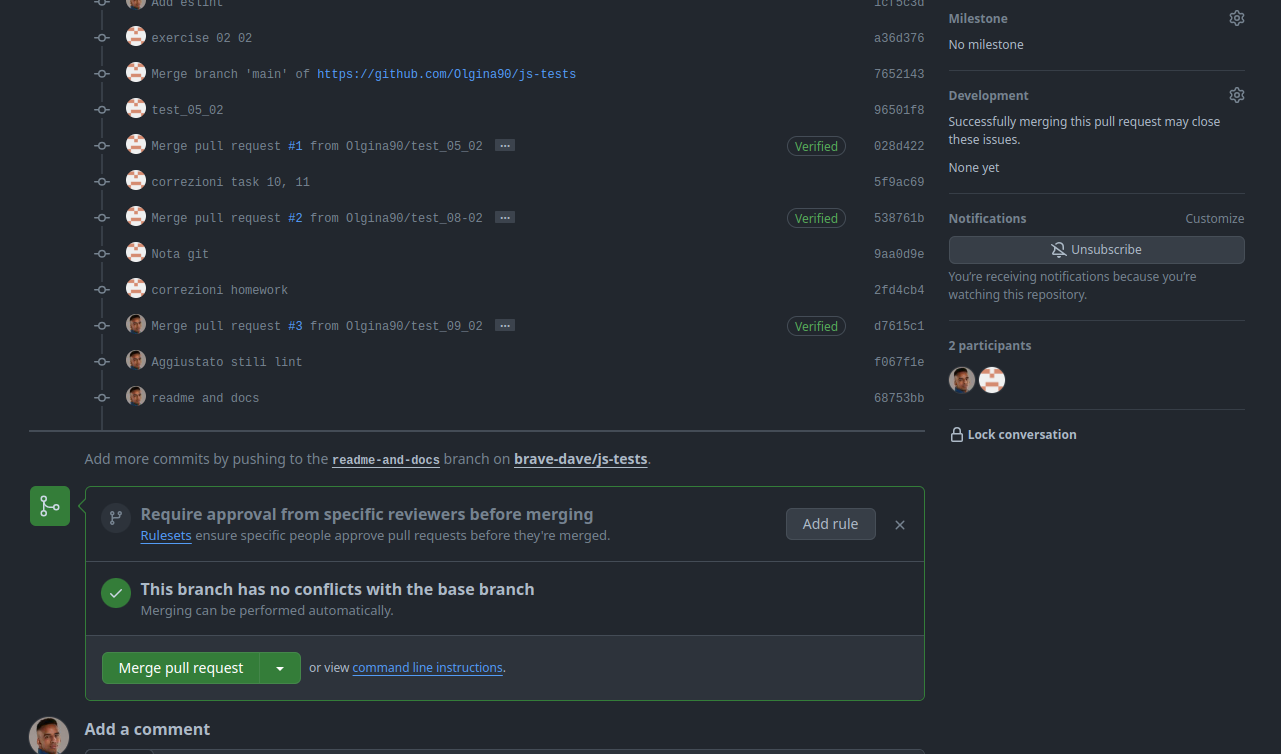 Add eslint 1cf5c3d
exercise 02 02 a36d376
Merge branch 'main' of https://github.com/Olgina90/js-tests 7652143
test_05_02 96501f8
Merge pull request #1 from Olgina90/test_05_02 ... Verified 028d422
correzioni task 10, 11 5f9ac69
Merge pull request #2 from Olgina90/test_08-02 ... Verified 538761b
Nota git 9aa0d9e
correzioni homework 2fd4cb4
Merge pull request #3 from Olgina90/test_09_02 ... Verified d7615c1
Aggiustato stili lint f067f1e
readme and docs 68753bb
Add more commits by pushing to the readme-and-docs branch on brave-dave/js-tests.
Require approval from specific reviewers before merging
Rulesets ensure specific people approve pull requests before they're merged.
Add rule
This branch has no conflicts with the base branch
Merging can be performed automatically.
Merge pull request or view command line instructions.
Add a comment
Milestone
No milestone
Development
Successfully merging this pull request may close
these issues.
None yet
Notifications Customize
Unsubscribe
You're receiving notifications because you're
watching this repository.
2 participants
Lock conversation